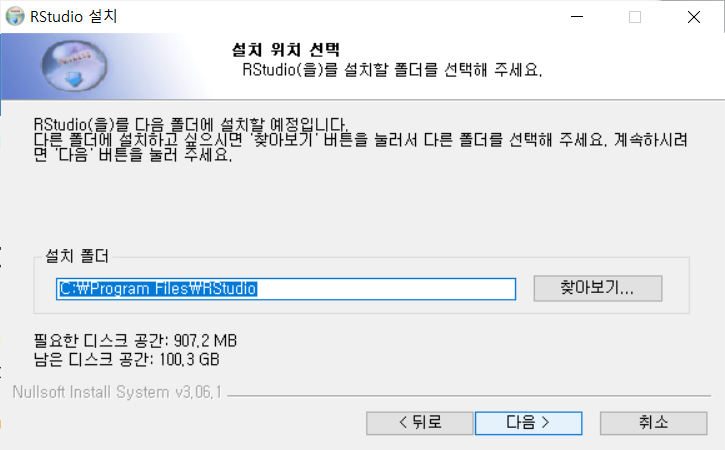 RStudio 설치
설치 위치 선택
RStudio(을)를 설치할 폴더를 선택해 주세요.
RStudio(을)를 다음 폴더에 설치할 예정입니다.
다른 폴더에 설치하고 싶으시면 '찾아보기' 버튼을 눌러서 다른 폴더를 선택해 주세요. 계속하시려
면 '다음' 버튼을 눌러 주세요.
설치 폴더
C:₩Program Files₩RStudio
찾아보기...
필요한 디스크 공간: 907.2 MB
남은 디스크 공간: 100.3 GB
Nullsoft Install System v3.06.1
< 뒤로
다음 >
취소